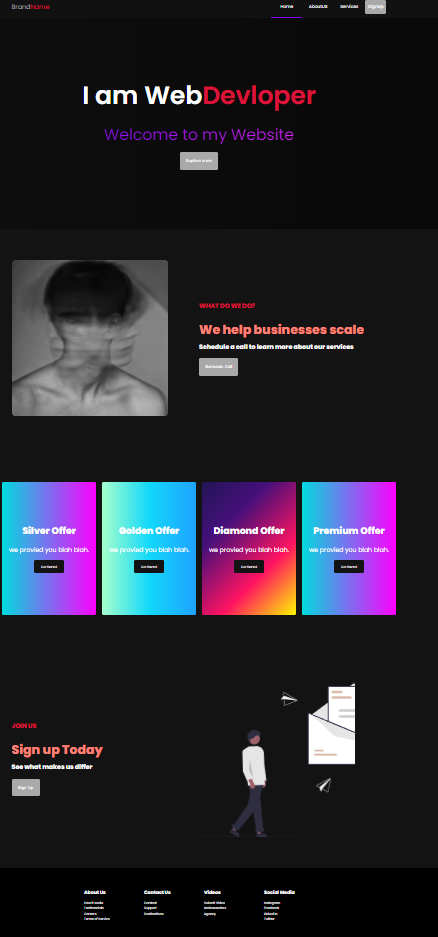 BrandName
Home AboutUS Services Signup
I am WebDevloper
Welcome to my Website
Explore more
WHAT DO WE DO?
We help businesses scale
Schedule a call to learn more about our services
Schedule Call
Silver Offer Golden Offer Diamond Offer Premium Offer
we provied you blah blah. we provied you blah blah. we provied you blah blah. we provied you blah blah.
Get Started Get Started Get Started Get Started
JOIN US
Sign up Today
See what makes us differ
Sign Up
About Us Contact Us Videos Social Media
How it works Contact Submit Video Instagram
Testimonials Support Ambassadors Facebook
Careers Destinations Agency LinkedIn
Terms of Service Twitter